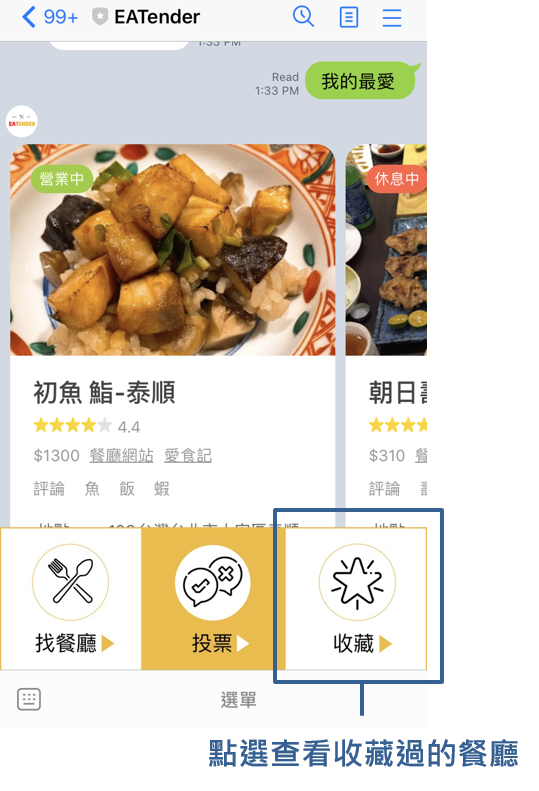 99+ EATender
1:33 PM
Read
1:33 PM
我的最愛
EATENDER
營業中
休息中
初魚 鮨-泰順
朝日
4.4
$1300 餐廳網站 愛食記
$310 餐
評論 魚 飯 蝦
評論
找餐廳
投票
收藏
選單
點選查看收藏過的餐廳